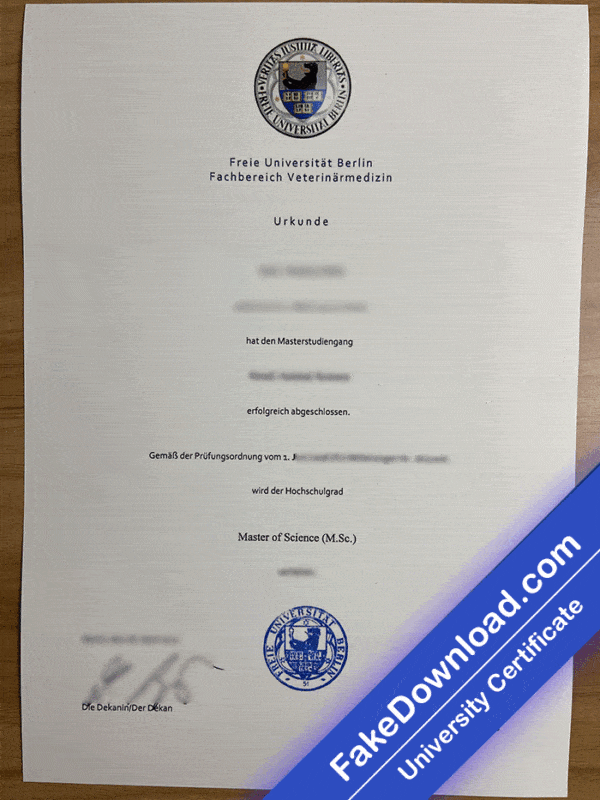 VERITAS IUSTITIA LIBERTAS
FREIE UNIVERSITÄT BERLIN
Freie Universität Berlin
Fachbereich Veterinärmedizin
Urkunde
hat den Masterstudiengang
erfolgreich abgeschlossen.
Gemäß der Prüfungsordnung vom 1.
wird der Hochschulgrad
Master of Science (M.Sc.)
FREIE UNIVERSITÄT BERLIN
Die Dekanin/Der Dekan
FakeDownload.com
University Certificate